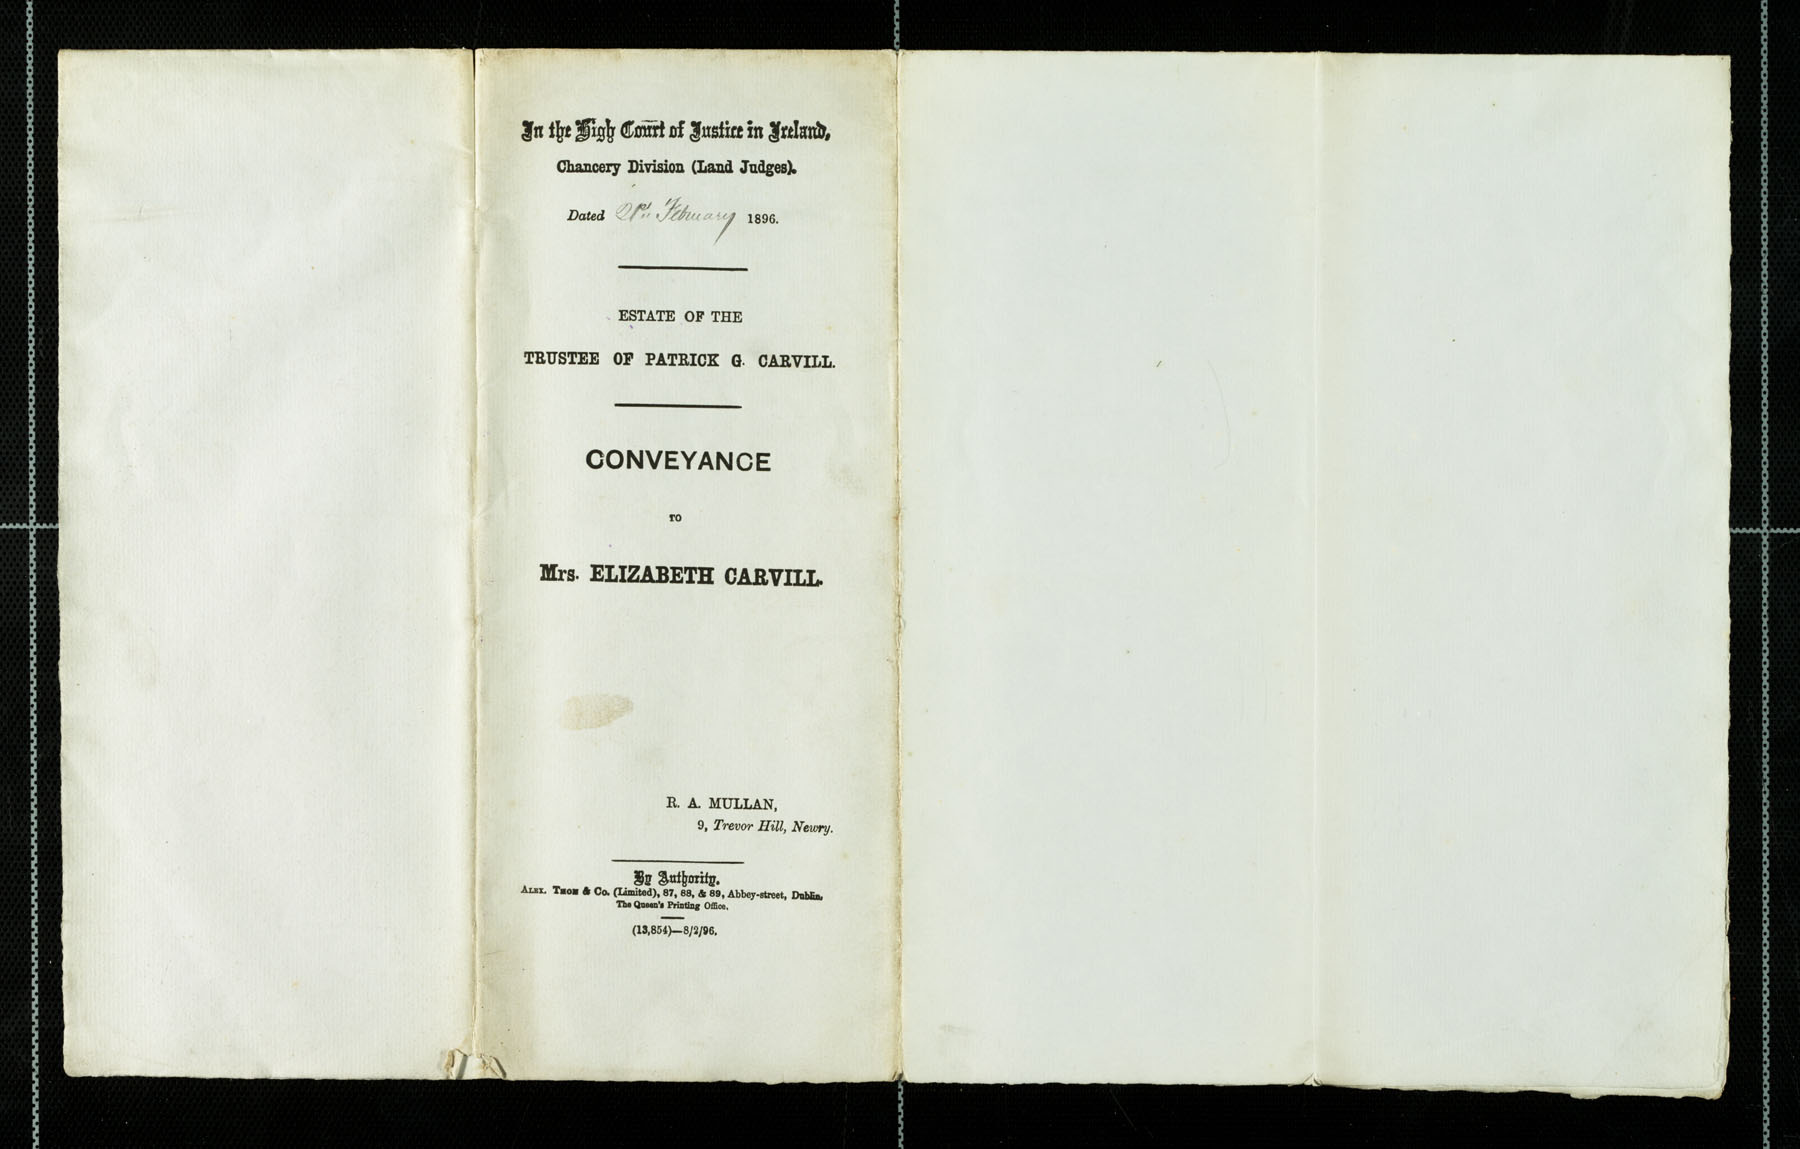 In the High Court of Justice in Ireland,
Chancery Division (Land Judges).
Dated 21st February 1896.
ESTATE OF THE
TRUSTEE OF PATRICK G. CARVILL.
CONVEYANCE
TO
Mrs. ELIZABETH CARVILL.
R. A. MULLAN,
9, Trevor Hill, Newry.
By Authority.
ALEX. THOM & Co. (Limited), 87, 88, & 89, Abbey-street, Dublin,
The Queen's Printing Office.
(13,854)—8/2/96.